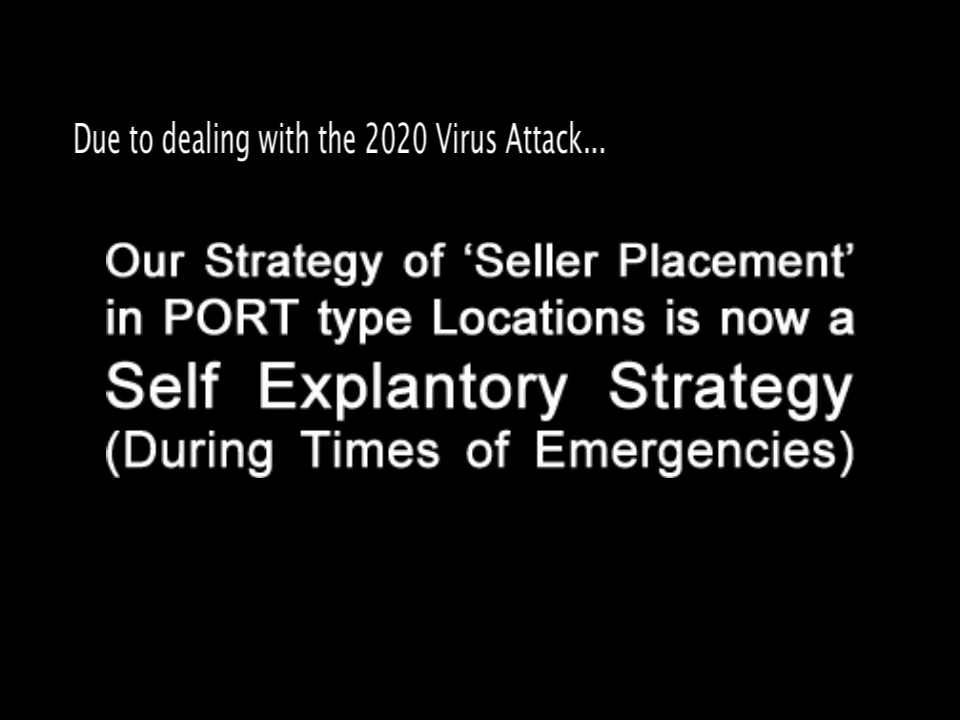 Due to dealing with the 2020 Virus Attack...
Our Strategy of ‘Seller Placement’
in PORT type Locations is now a
Self Explantory Strategy
(During Times of Emergencies)